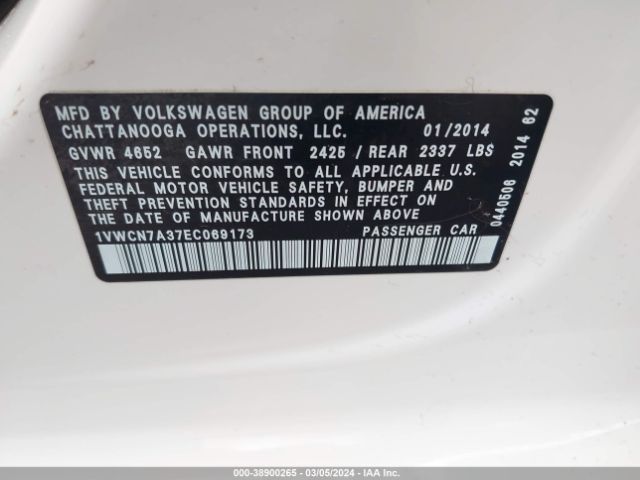 MFD BY VOLKSWAGEN GROUP OF AMERICA
CHATTANOOGA OPERATIONS, LLC. 01/2014
GVWR 4652 GAWR FRONT 2425 / REAR 2337 LBS
THIS VEHICLE CONFORMS TO ALL APPLICABLE U.S.
FEDERAL MOTOR VEHICLE SAFETY, BUMPER AND
THEFT PREVENTION STANDARDS IN EFFECT ON
THE DATE OF MANUFACTURE SHOWN ABOVE
1VWCN7A37EC069173 PASSENGER CAR
0440506 2014 62
000-38900265 - 03/05/2024 - IAA Inc.